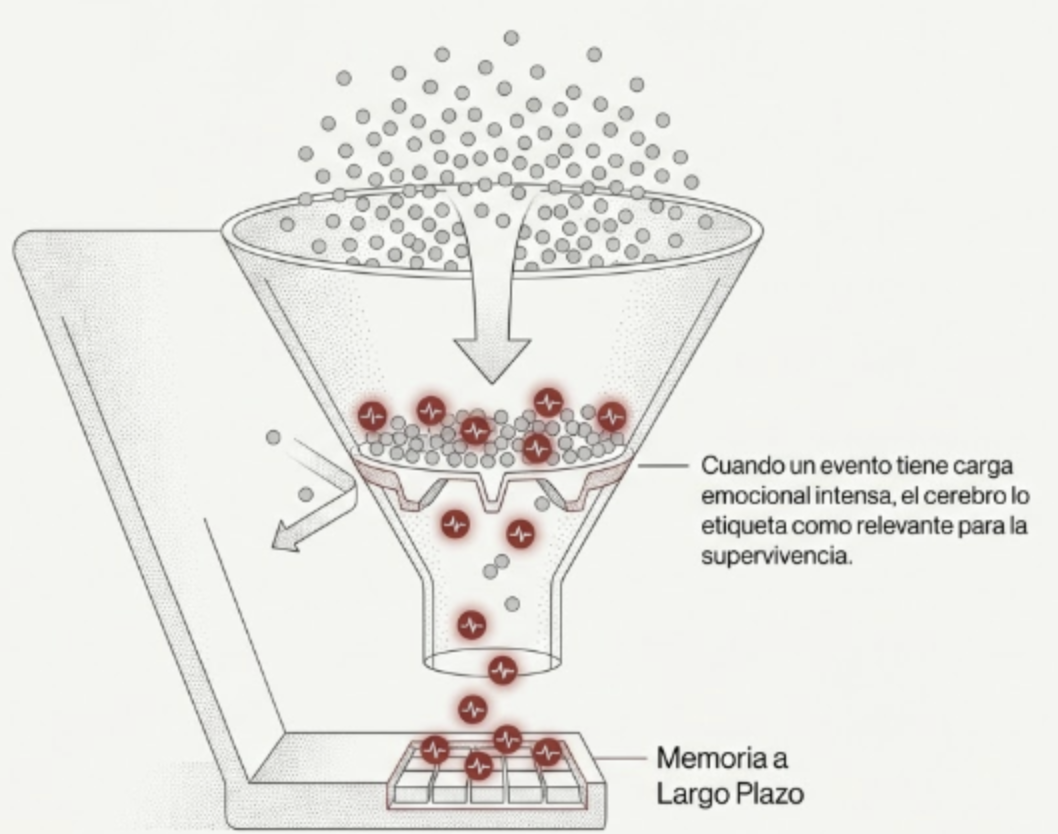 Cuando un evento tiene carga
emocional intensa, el cerebro lo
etiqueta como relevante para la
supervivencia.
Memoria a
Largo Plazo